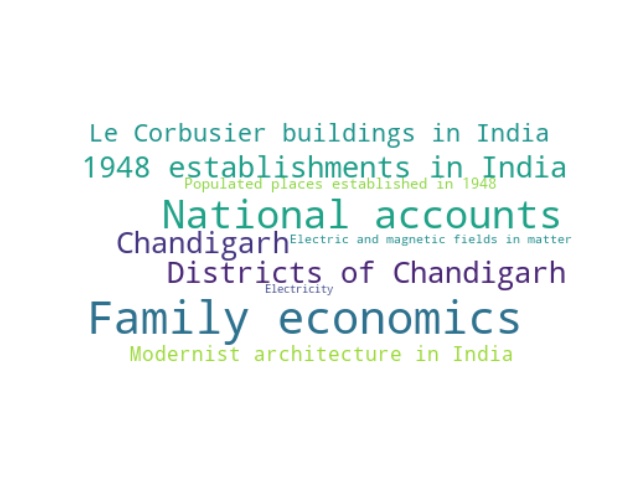 Le Corbusier buildings in India
1948 establishments in India
Populated places established in 1948
National accounts
Chandigarh
Electric and magnetic fields in matter
Districts of Chandigarh
Electricity
Family economics
Modernist architecture in India